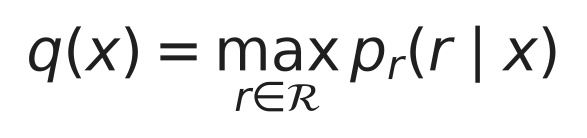 q(x) = max_{r∈ℛ} p_r(r | x)